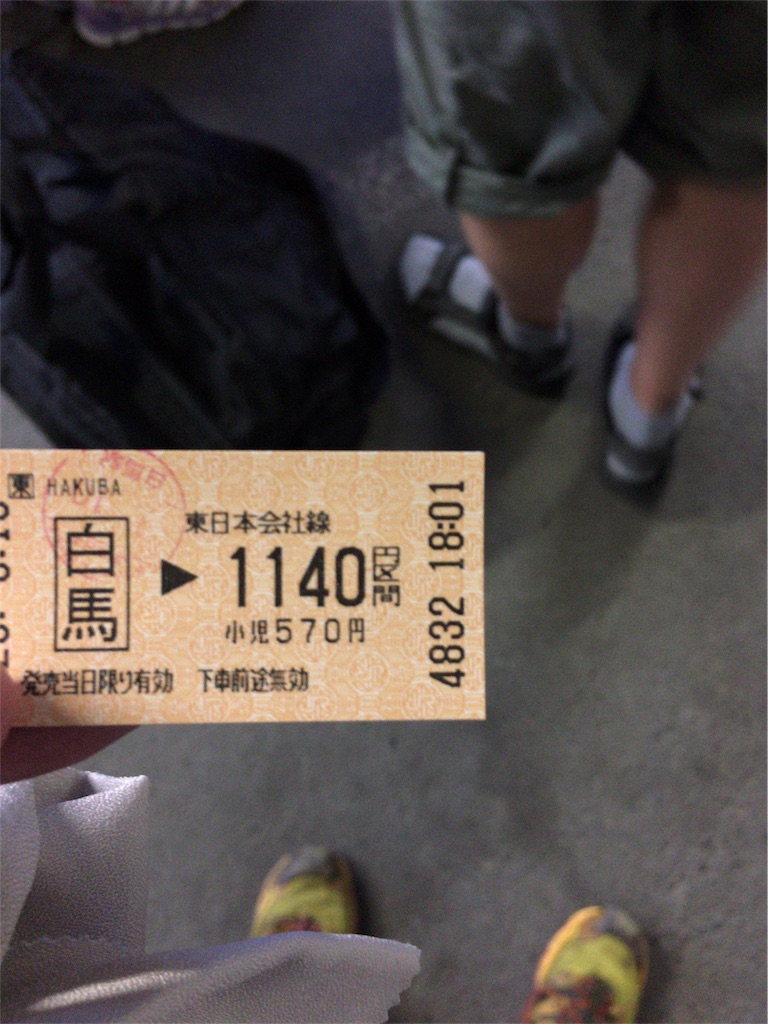 東 HAKUBA
白馬
東日本会社線
▶ 1140円区間
小児570円
発売当日限り有効 下車前途無効
4832 18:01